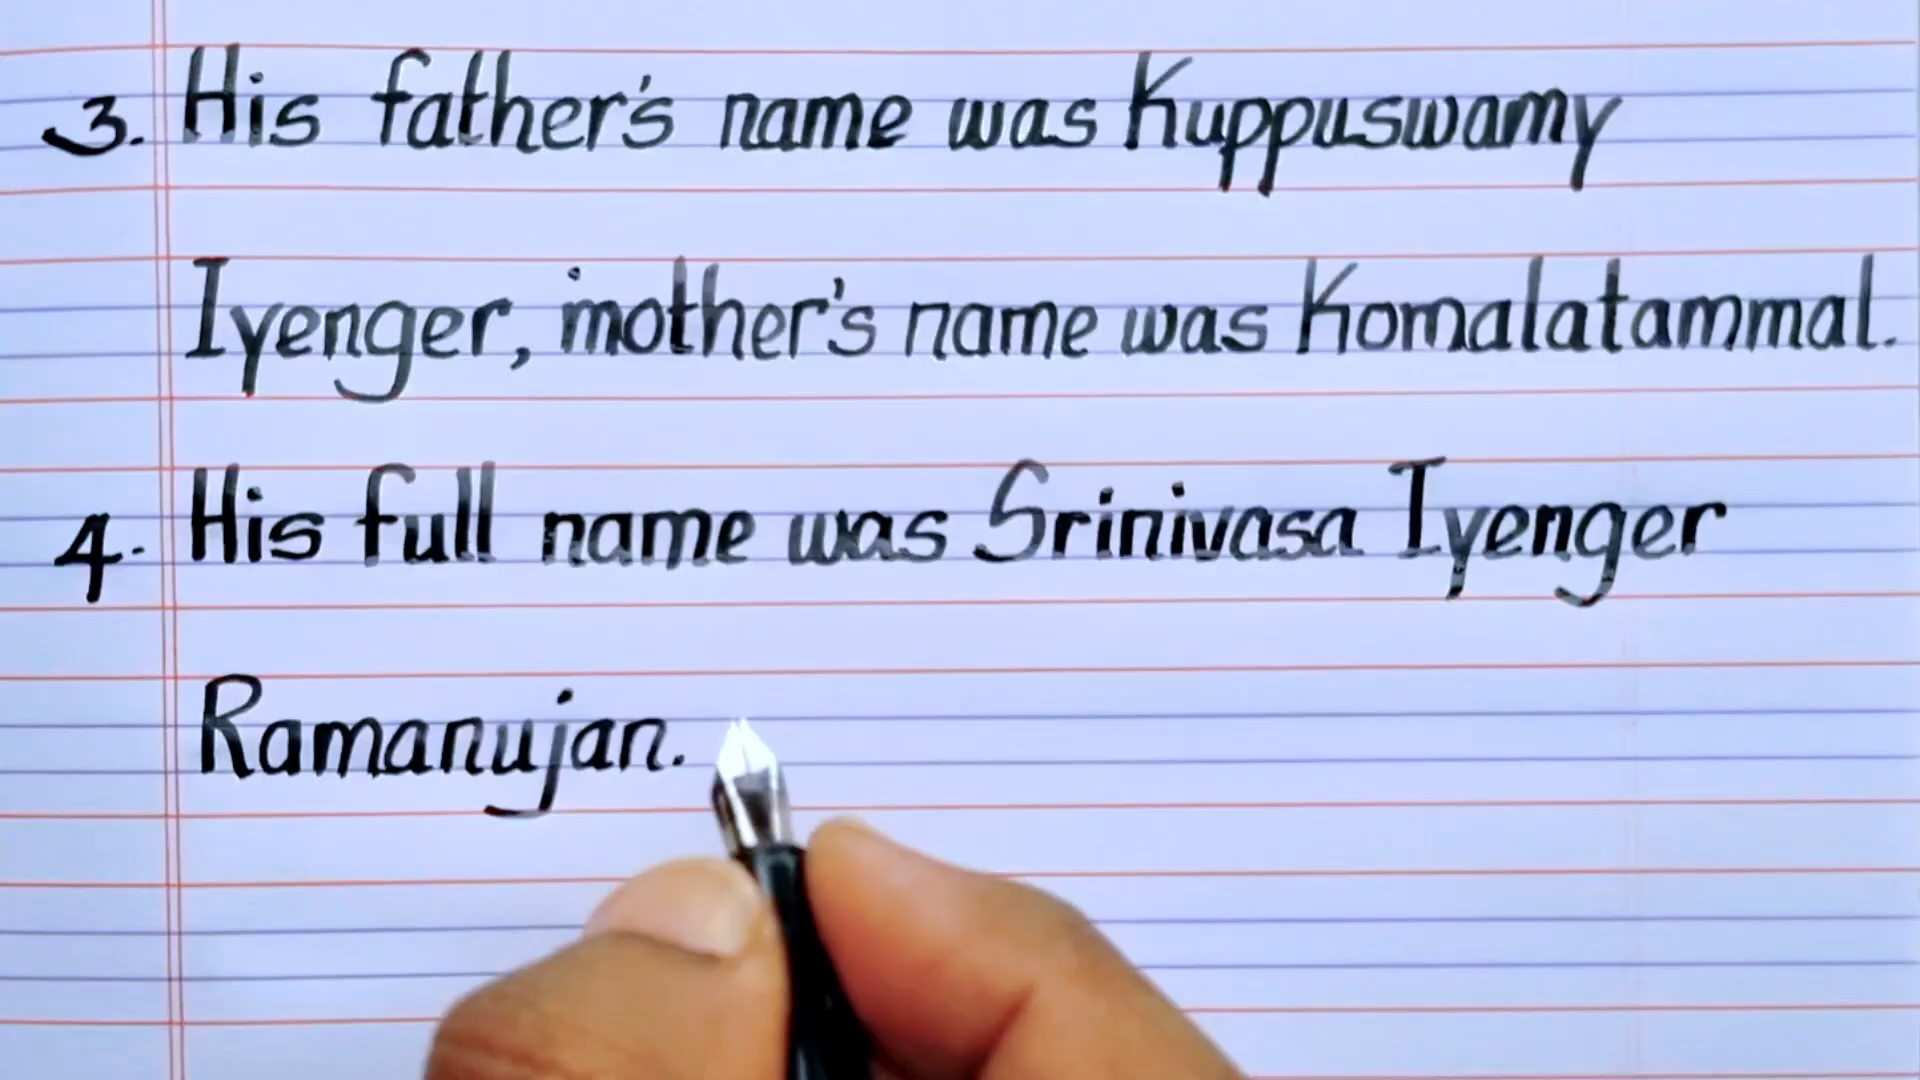 3. His father's name was Kuppuswamy
Iyenger, mother's name was Komalatammal.
4. His full name was Srinivasa Iyenger
Ramanujan.